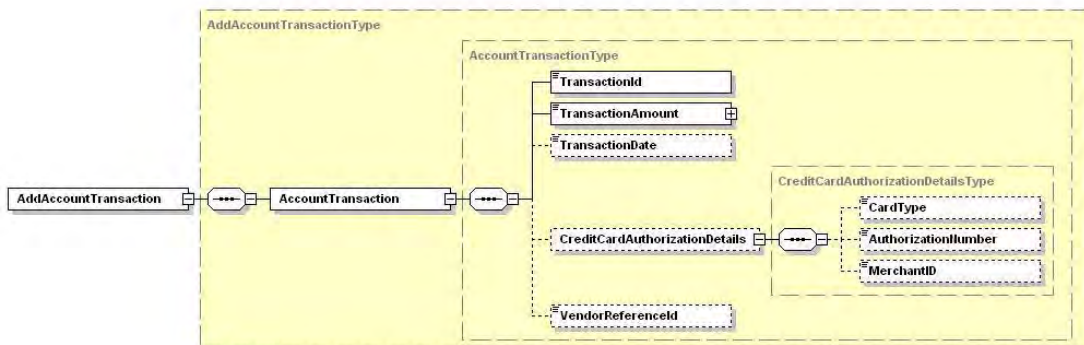 AddAccountTransactionType
AccountTransactionType
TransactionId
TransactionAmount
TransactionDate
CreditCardAuthorizationDetailsType
CardType
AddAccountTransaction
AccountTransaction
CreditCardAuthorizationDetails
AuthorizationNumber
MerchantID
VendorReferenceId